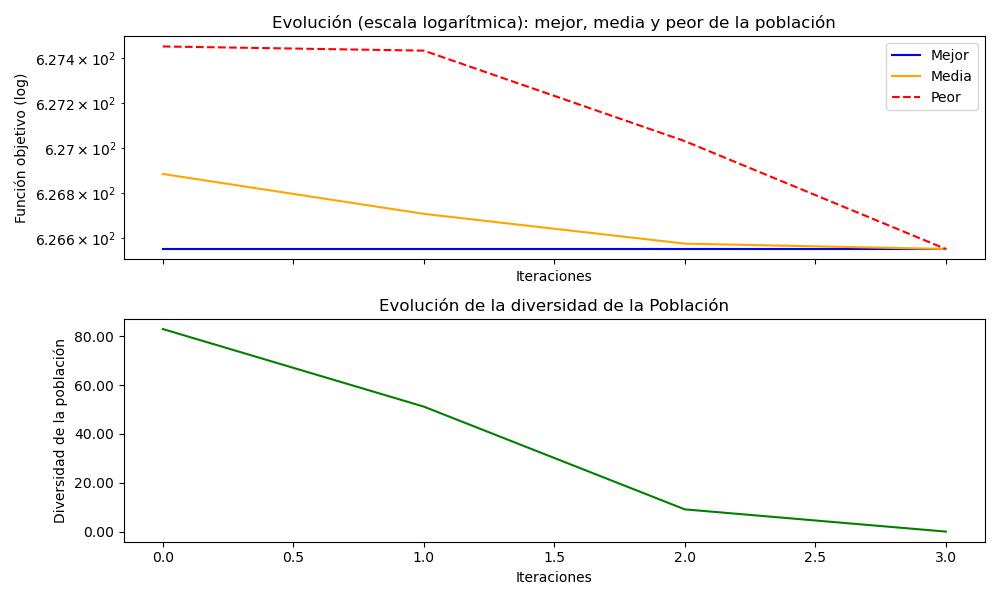 Evolución (escala logarítmica): mejor, media y peor de la población
Función objetivo (log)
6.274 × 10²
6.272 × 10²
6.27 × 10²
6.268 × 10²
6.266 × 10²
Mejor
Media
Peor
Iteraciones
Evolución de la diversidad de la Población
Diversidad de la población
80.00
60.00
40.00
20.00
0.00
0.0 0.5 1.0 1.5 2.0 2.5 3.0
Iteraciones